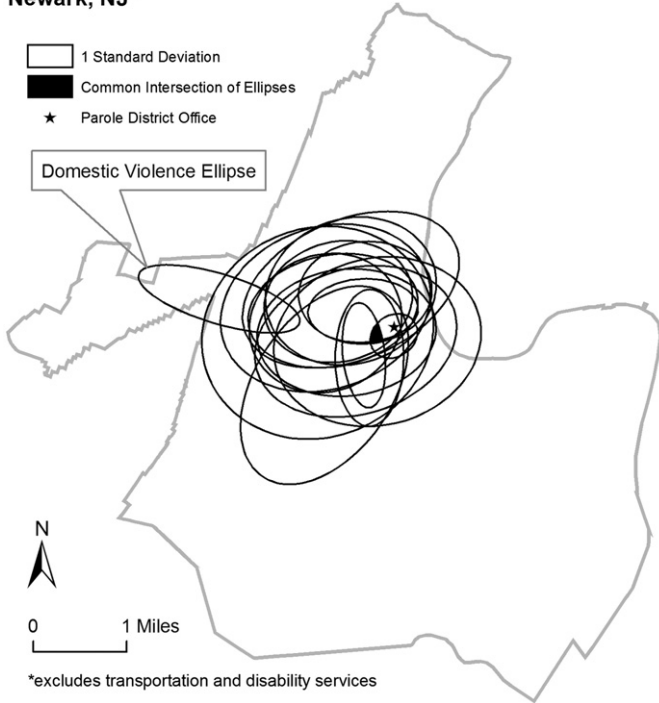 Newark, NJ
1 Standard Deviation
Common Intersection of Ellipses
Parole District Office
Domestic Violence Ellipse
N
0 1 Miles
*excludes transportation and disability services